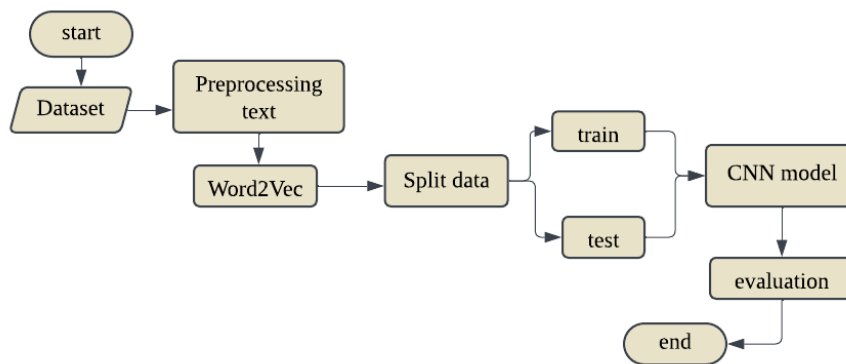 start
Dataset
Preprocessing
text
Word2Vec
Split data
train
test
CNN model
evaluation
end